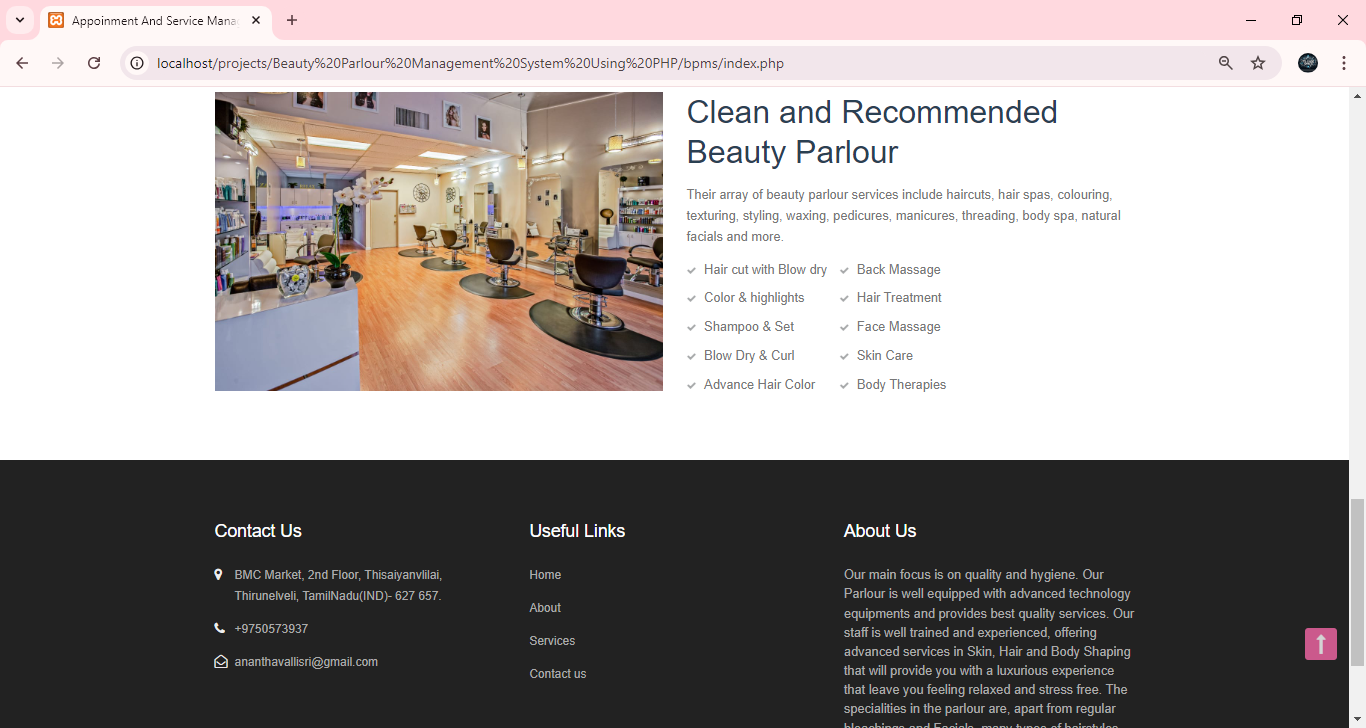 Appoinment And Service Mana
localhost/projects/Beauty%20Parlour%20Management%20System%20Using%20PHP/bpms/index.php
Clean and Recommended
Beauty Parlour
Their array of beauty parlour services include haircuts, hair spas, colouring,
texturing, styling, waxing, pedicures, manicures, threading, body spa, natural
facials and more.
Hair cut with Blow dry
Back Massage
Color & highlights
Hair Treatment
Shampoo & Set
Face Massage
Blow Dry & Curl
Skin Care
Advance Hair Color
Body Therapies
Contact Us
BMC Market, 2nd Floor, Thisaiyanvlilai,
Thirunelveli, TamilNadu(IND)- 627 657.
+9750573937
ananthavallisri@gmail.com
Useful Links
Home
About
Services
Contact us
About Us
Our main focus is on quality and hygiene. Our
Parlour is well equipped with advanced technology
equipments and provides best quality services. Our
staff is well trained and experienced, offering
advanced services in Skin, Hair and Body Shaping
that will provide you with a luxurious experience
that leave you feeling relaxed and stress free. The
specialities in the parlour are, apart from regular
bleachings and Facials, many types of hairstyles,